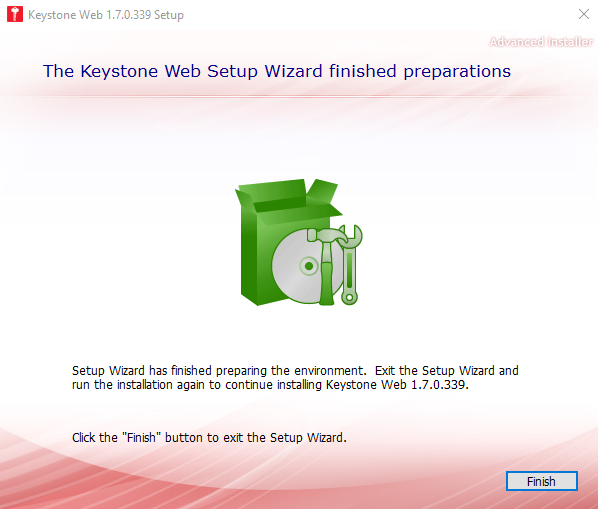 Keystone Web 1.7.0.339 Setup
Advanced Installer
The Keystone Web Setup Wizard finished preparations
Setup Wizard has finished preparing the environment.  Exit the Setup Wizard and
run the installation again to continue installing Keystone Web 1.7.0.339.
Click the "Finish" button to exit the Setup Wizard.
Finish